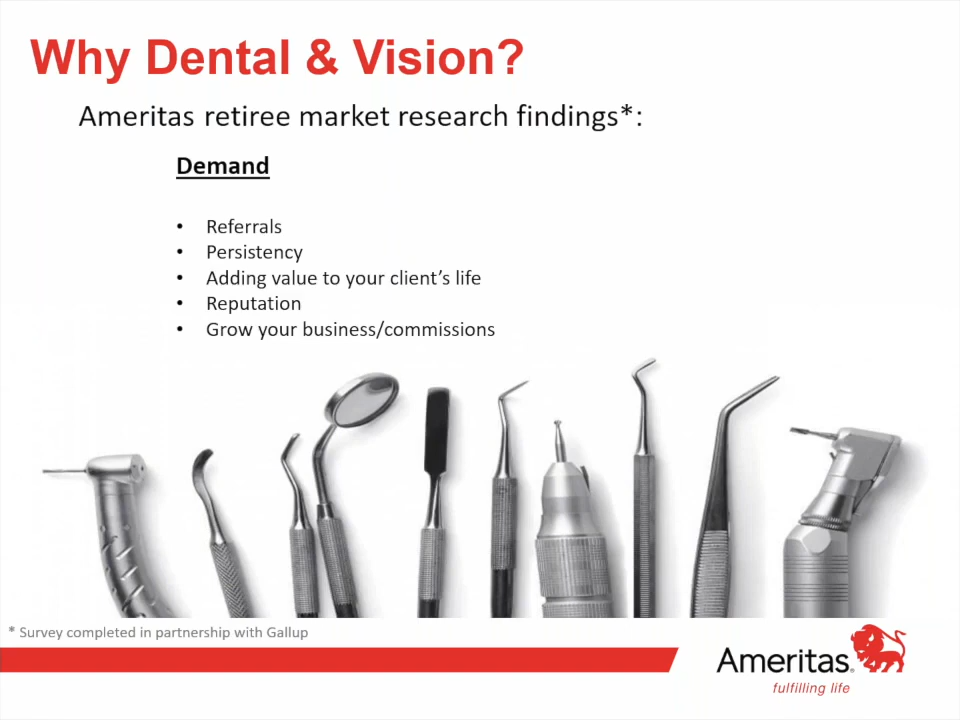 Why Dental & Vision?
Ameritas retiree market research findings*:
Demand
• Referrals
• Persistency
• Adding value to your client’s life
• Reputation
• Grow your business/commissions
* Survey completed in partnership with Gallup
Ameritas®
fulfilling life